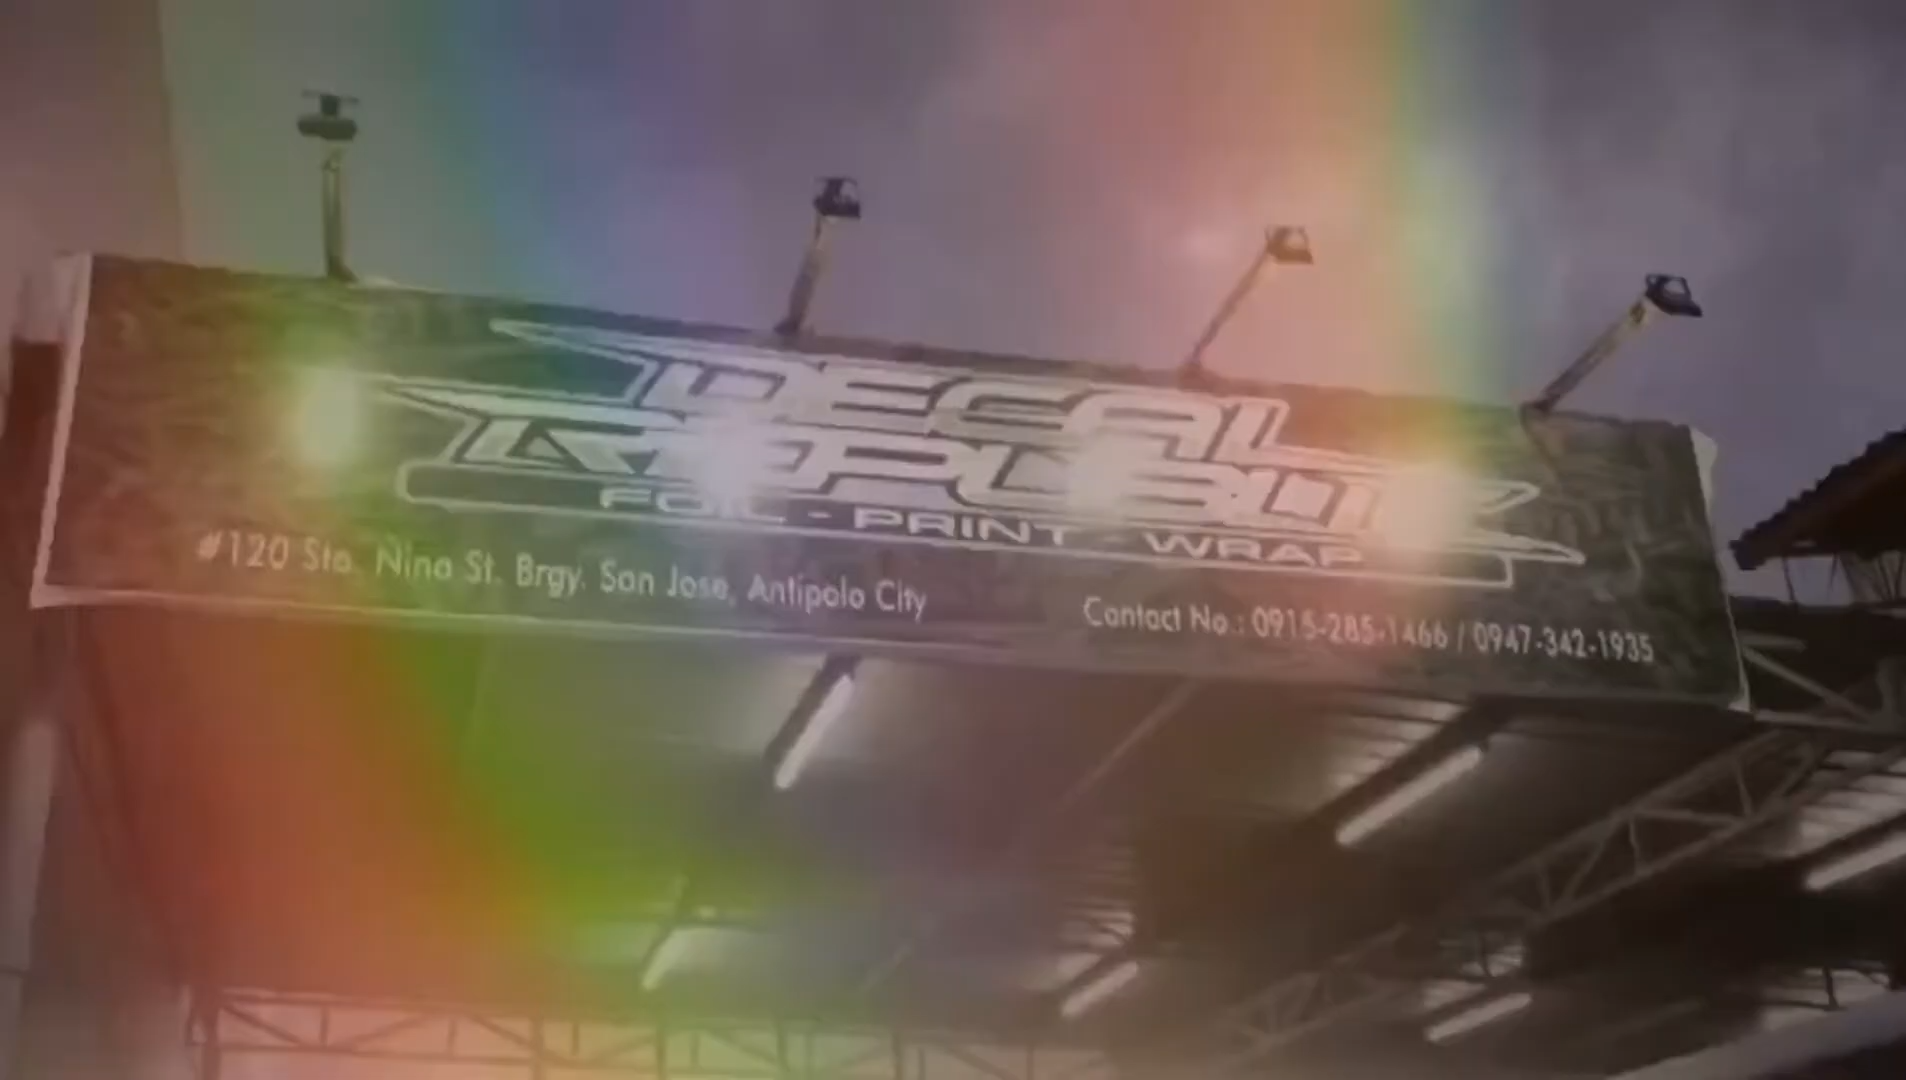 DECAL
REPUBLIK
FOIL - PRINT - WRAP
#120 Sto. Nino St. Brgy. San Jose, Antipolo City
Contact No.: 0915-285-1466 / 0947-342-1935